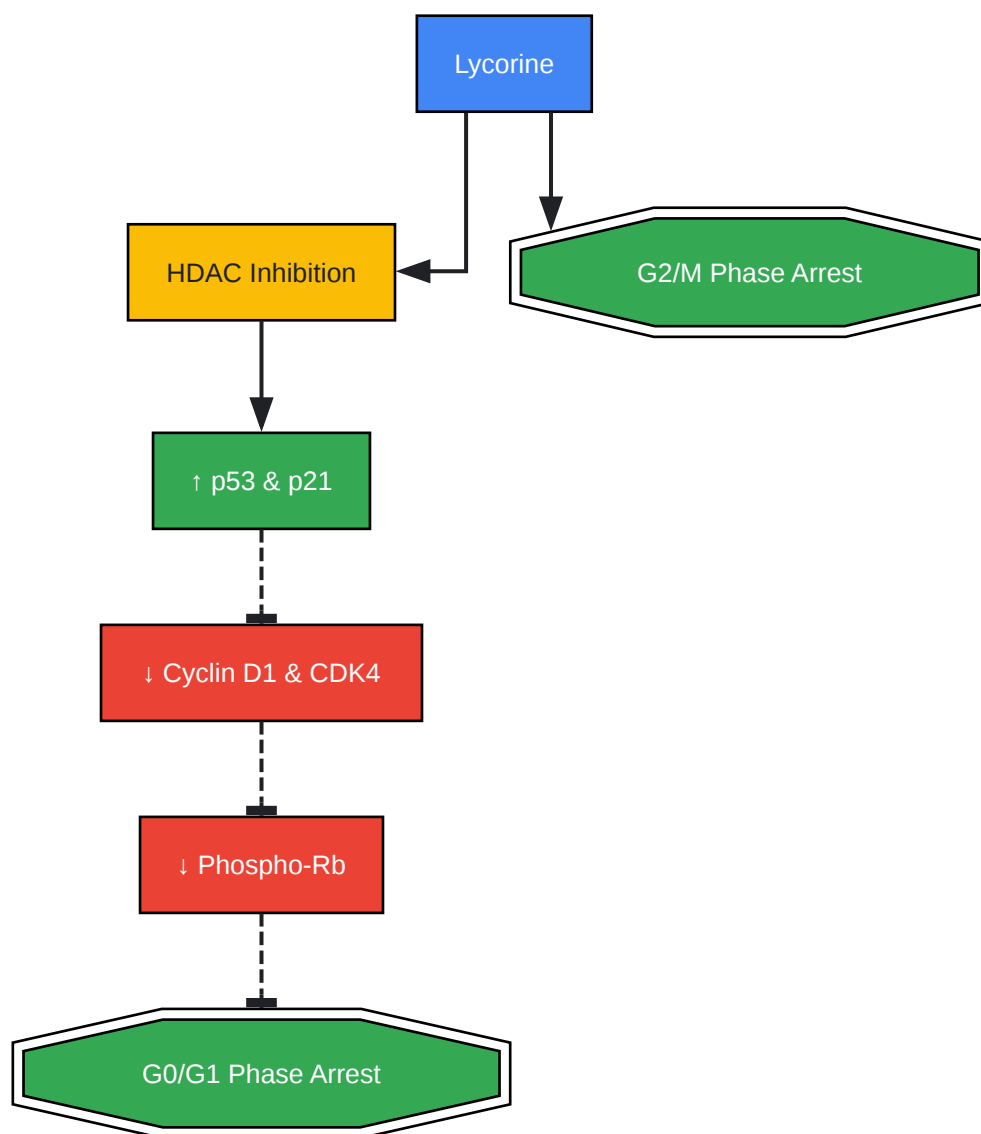 Lycorine
HDAC Inhibition
G2/M Phase Arrest
↑ p53 & p21
↓ Cyclin D1 & CDK4
↓ Phospho-Rb
G0/G1 Phase Arrest